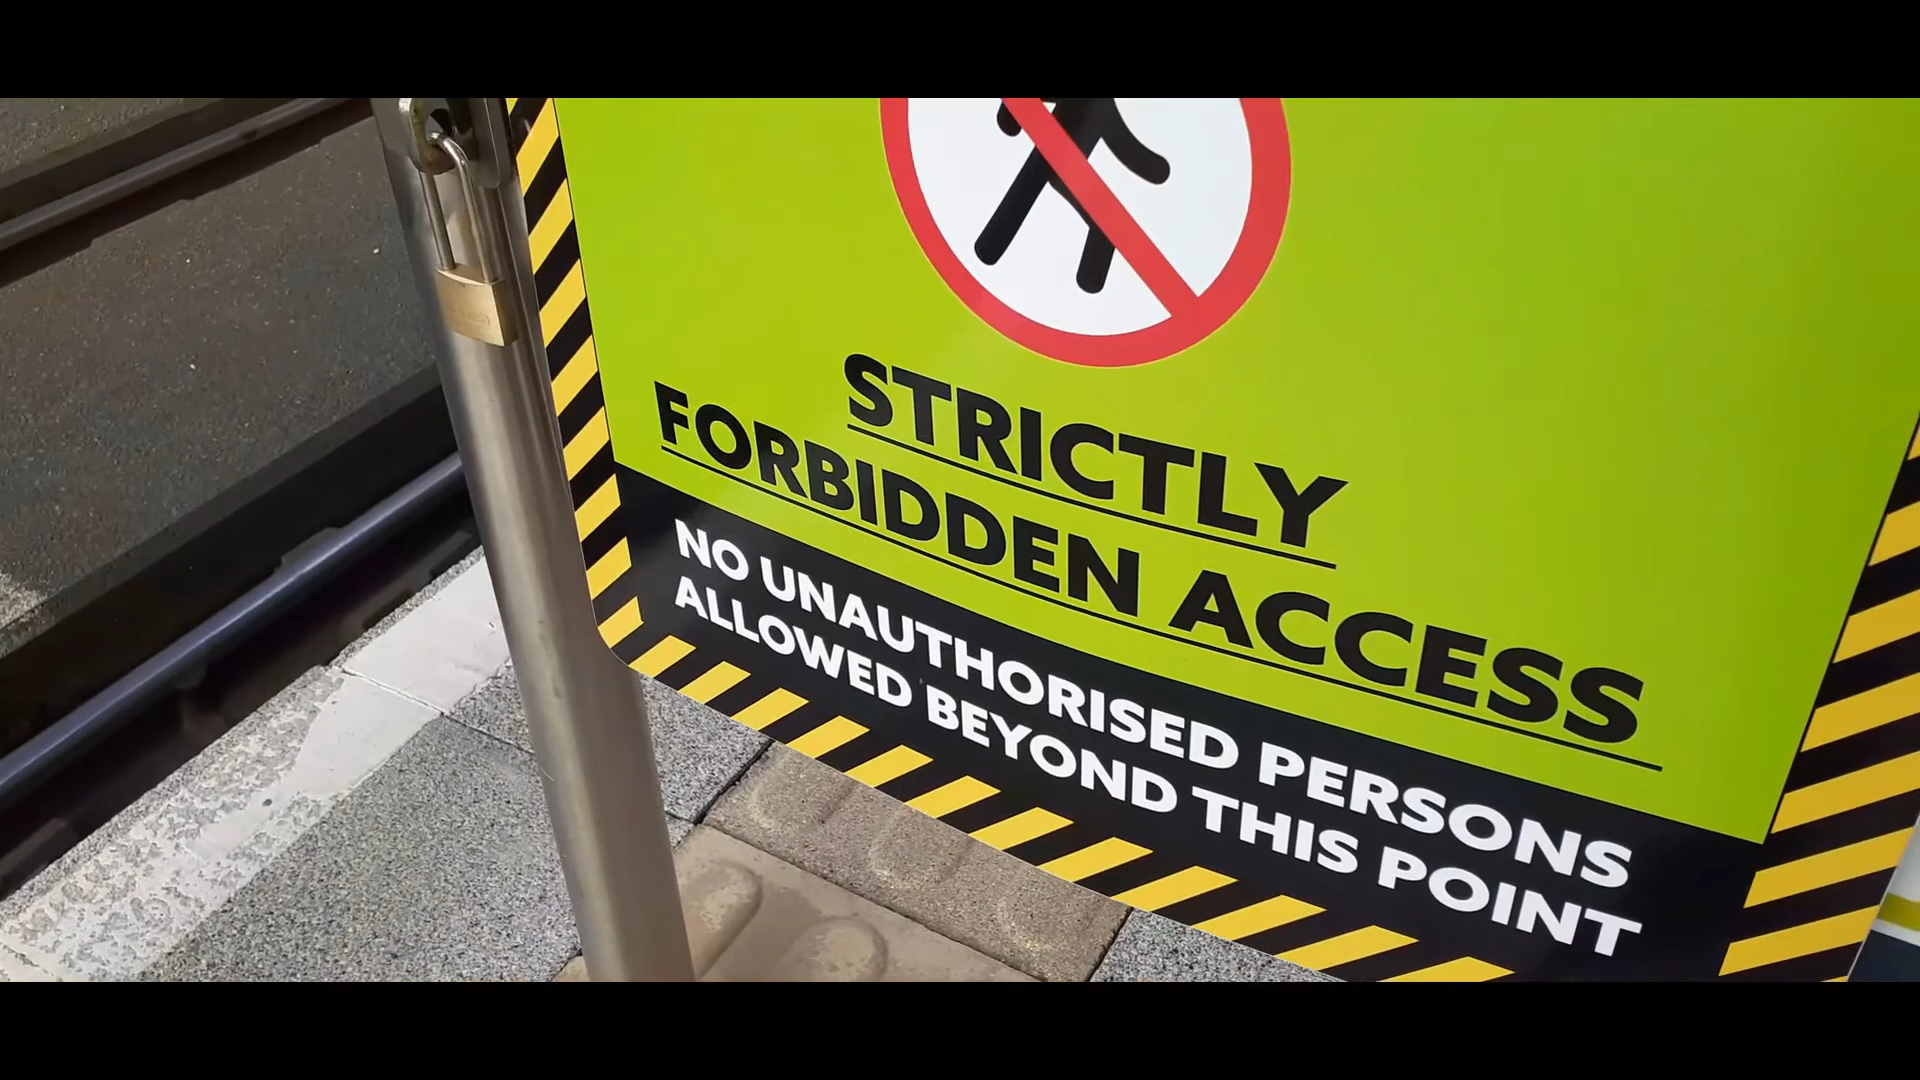 STRICTLY
FORBIDDEN ACCESS
NO UNAUTHORISED PERSONS
ALLOWED BEYOND THIS POINT